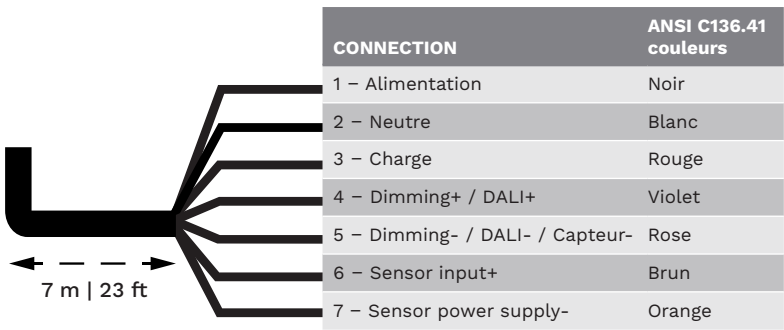 CONNECTION ANSI C136.41 couleurs
1 – Alimentation Noir
2 – Neutre Blanc
3 – Charge Rouge
4 – Dimming+ / DALI+ Violet
5 – Dimming- / DALI- / Capteur- Rose
6 – Sensor input+ Brun
7 – Sensor power supply- Orange
7 m | 23 ft